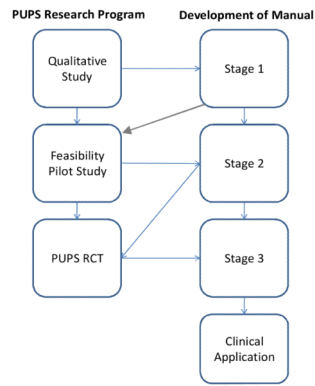 PUPS Research Program
Development of Manual
Qualitative
Study
Stage 1
Feasibility
Pilot Study
Stage 2
PUPS RCT
Stage 3
Clinical
Application